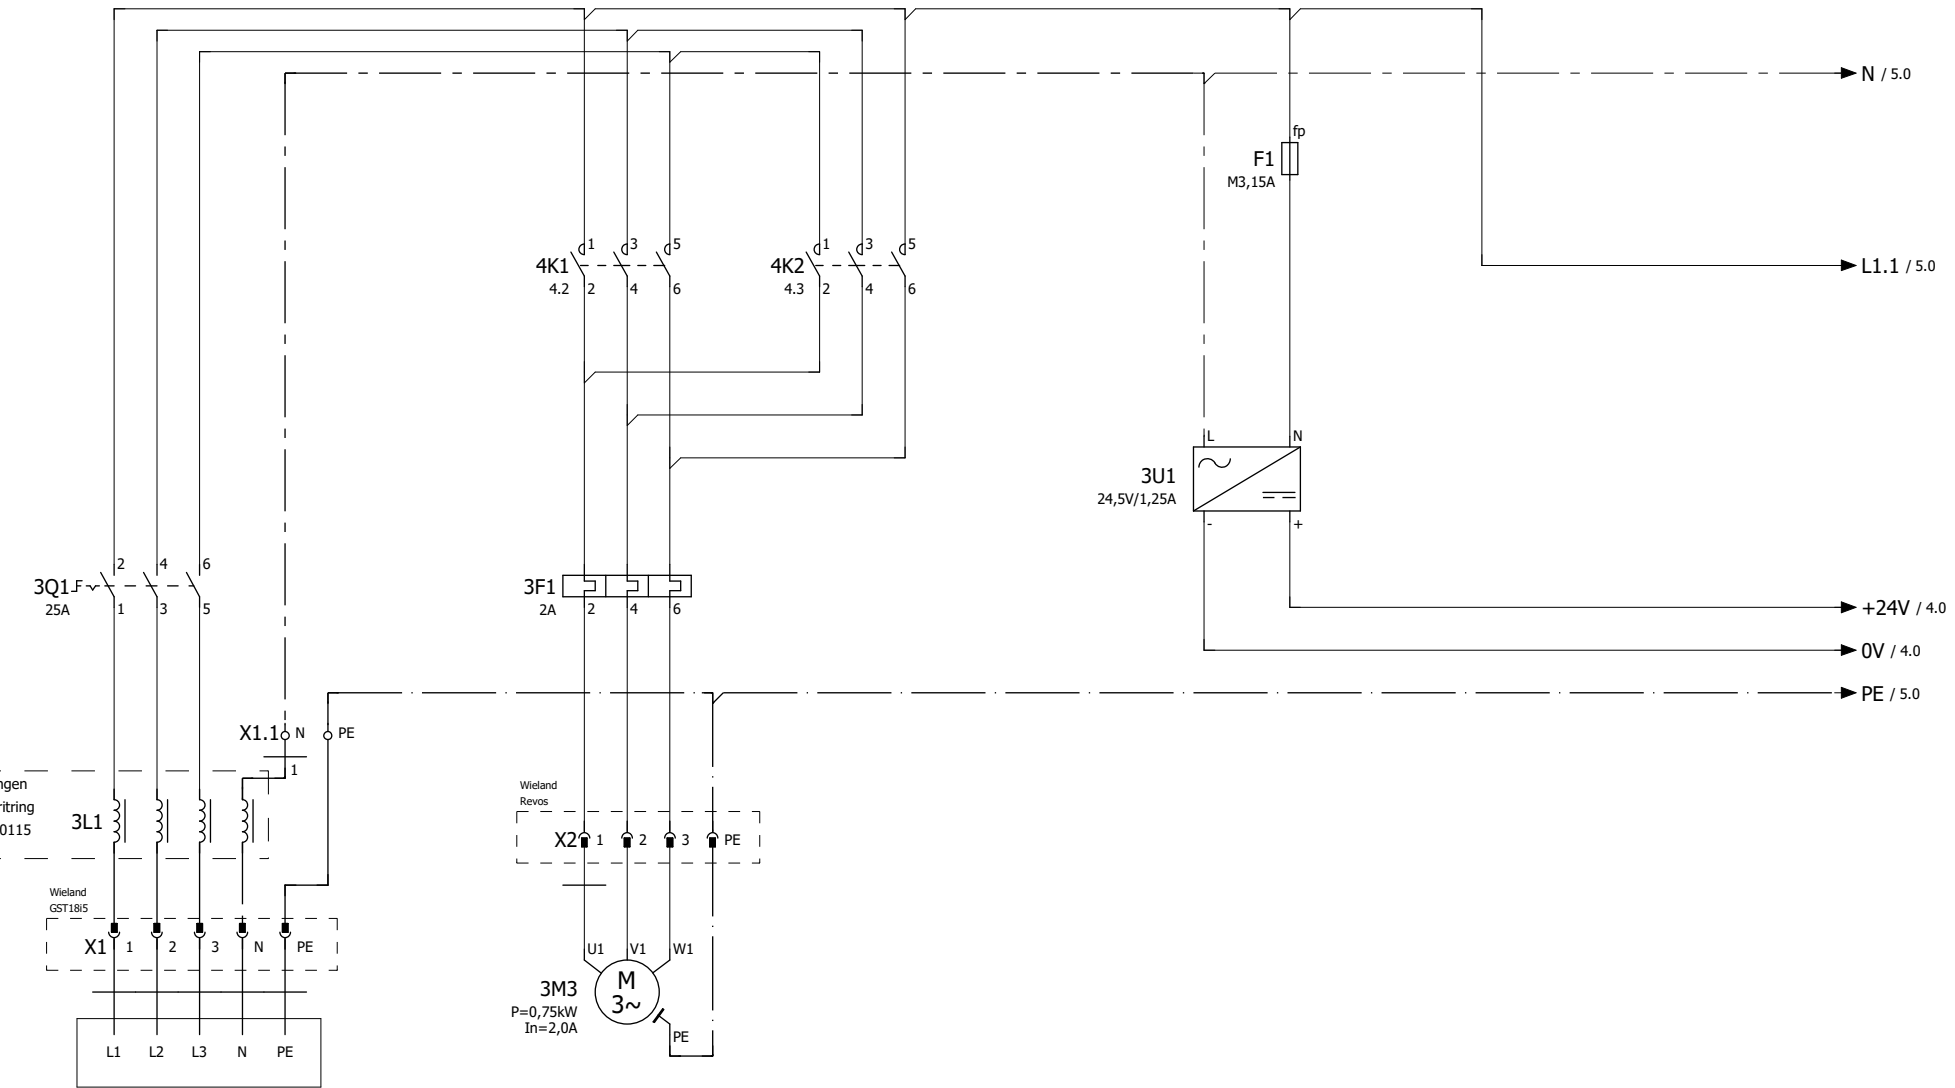 N / 5.0
fp
F1
M3,15A
1 3 5
4K1
4.2 2 4 6
1 3 5
4K2
4.3 2 4 6
L1.1 / 5.0
L N
3U1
24,5V/1,25A
- +
2 4 6
3Q1
25A 1 3 5
3F1
2A 2 4 6
+24V / 4.0
0V / 4.0
PE / 5.0
X1.1 N PE
1
ngen
ritring
0115
3L1
Wieland
Revos
X2 1 2 3 PE
Wieland
GST18i5
X1 1 2 3 N PE
U1 V1 W1
3M3
P=0,75kW
In=2,0A
M
3~
PE
L1 L2 L3 N PE